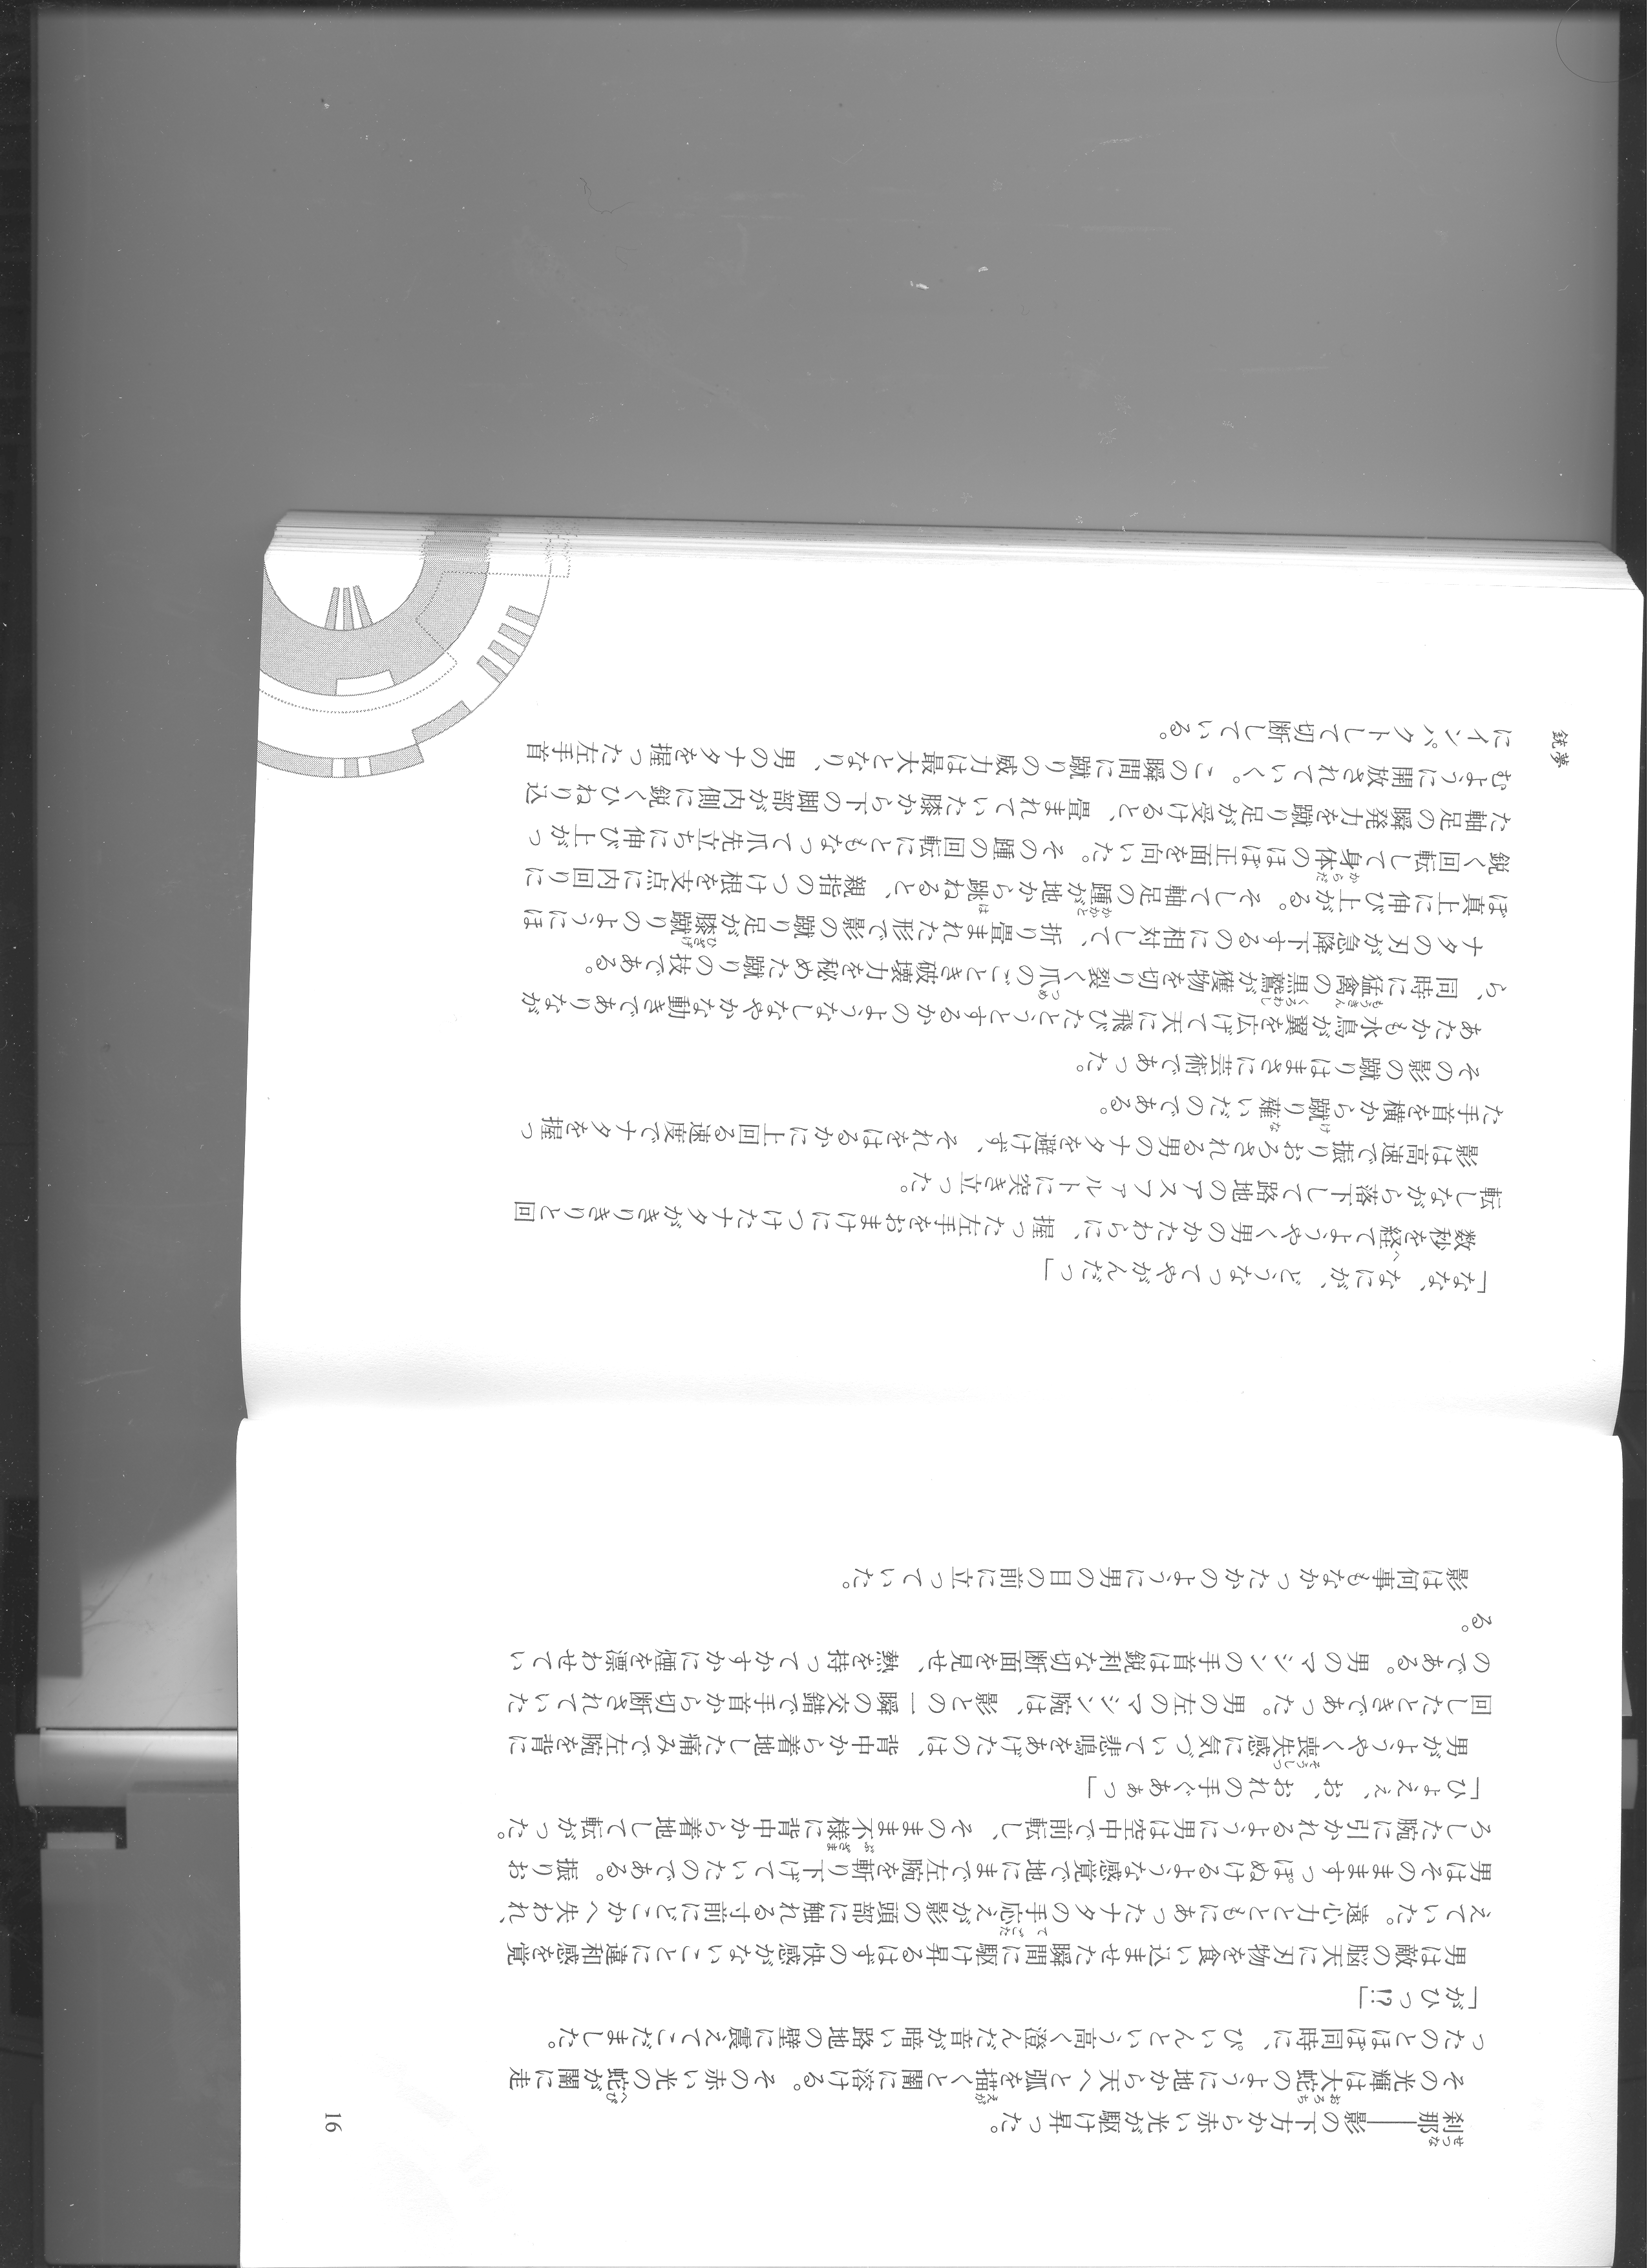 刹那――影の下方から赤い光が駆け昇った。
その光輝は大蛇のように地から天へと弧を描くと闇に溶ける。その赤い光の蛇が闇に走
ったのとほぼ同時に、ぴぃんという高く澄んだ音が暗い路地の壁に震えてこだました。
「がひっ!?」
男は敵の脳天に刃物を食い込ませた瞬間に駆け昇るはずの快感がないことに違和感を覚
えていた。遠心力とともにあったナタの手応えが影の頭部に触れる寸前にどこかへ失われ、
男はそのまますっぽぬけるような感覚で地にまで左腕を斬り下げていたのである。振りお
ろした腕に引かれるように男は空中で前転し、そのまま不様に背中から着地して転がった。
「ひょえぇ、お、おれの手ぐあぁっ」
男がようやく喪失感に気づいて悲鳴をあげたのは、背中から着地した痛みで左腕を背に
回したときであった。男の左のマシン腕は、影との一瞬の交錯で手首から切断されていた
のである。男のマシンの手首は鋭利な切断面を見せ、熱を持ってかすかに煙を漂わせてい
る。
影は何事もなかったかのように男の目の前に立っていた。
16
「なな、なにが、どうなってやがんだっ」
数秒を経てようやく男のかたわらに、握った左手をおまけにつけたナタがきりきりと回
転しながら落下して路地のアスファルトに突き立った。
影は高速で振りおろされる男のナタを避けず、それをはるかに上回る速度でナタを握っ
た手首を横から蹴り薙いだのである。
その影の蹴りはまさに芸術であった。
あたかも水鳥が翼を広げて天に飛びたとうとするかのようなしなやかな動きでありなが
ら、同時に猛禽の黒鷲が獲物を切り裂く爪のごとき破壊力を秘めた蹴りの技である。
ナタの刃が急降下するのに相対して、折り畳まれた形で影の蹴り足が膝蹴りのようにほ
ぼ真上に伸び上がる。そして軸足の踵が地から跳ねると、親指のつけ根を支点に内回りに
鋭く回転して身体のほぼ正面を向いた。その踵の回転にともなって爪先立ちに伸び上がっ
た軸足の瞬発力を蹴り足が受けると、畳まれていた膝から下の脚部が内側に鋭くひねり込
むように開放されていく。この瞬間に蹴りの威力は最大となり、男のナタを握った左手首
にインパクトして切断している。
銃夢